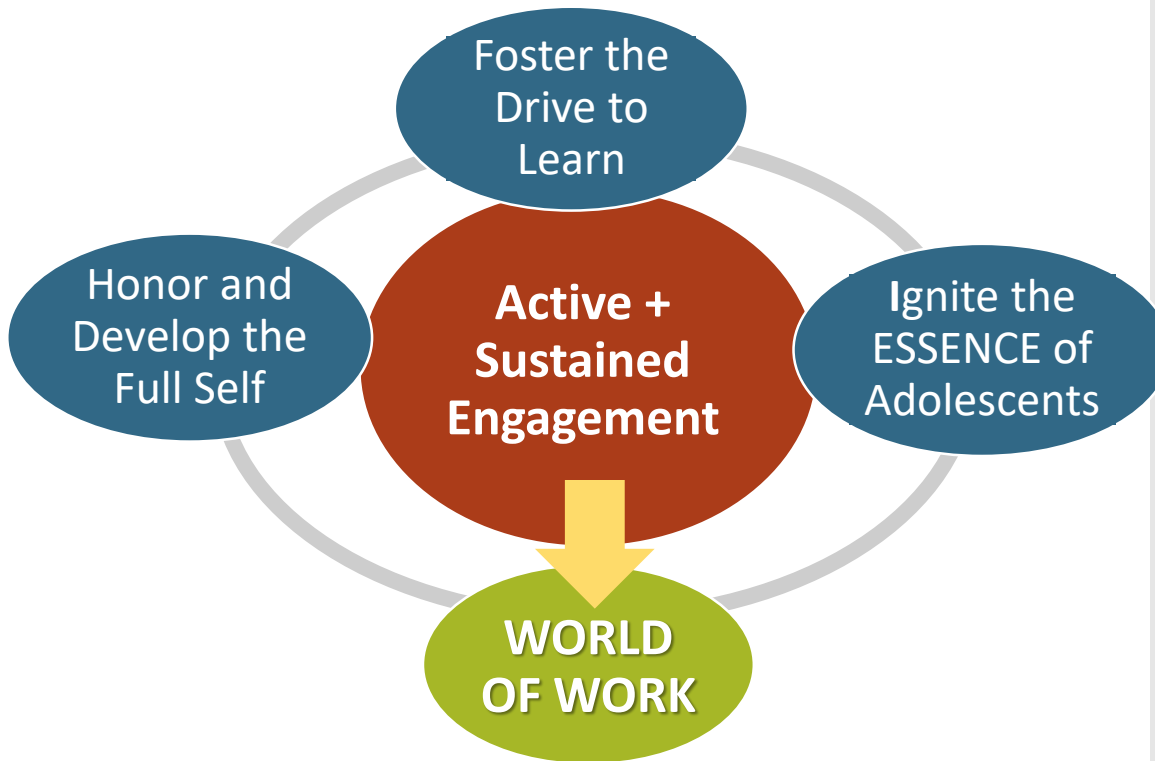 Foster the
Drive to
Learn
Honor and
Develop the
Full Self
Active +
Sustained
Engagement
Ignite the
ESSENCE of
Adolescents
WORLD
OF WORK